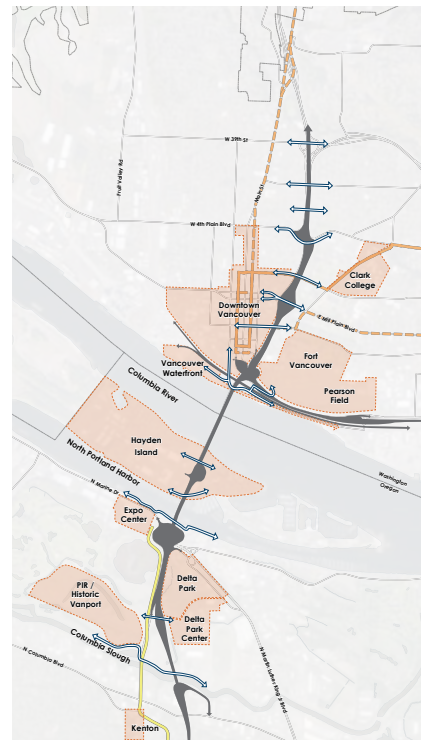 W 39th St
Fruit Valley Rd
Main St
W 4th Plain Blvd
Clark
College
Downtown
Vancouver
E Mill Plain Blvd
Fort
Vancouver
Vancouver
Waterfront
Pearson
Field
Columbia River
Hayden
Island
Washington
Oregon
North Portland Harbor
N Marine Dr
Expo
Center
Delta
Park
PIR /
Historic
Vanport
Delta
Park
Center
Columbia Slough
N Columbia Blvd
N Martin Luther King Jr Blvd
Kenton